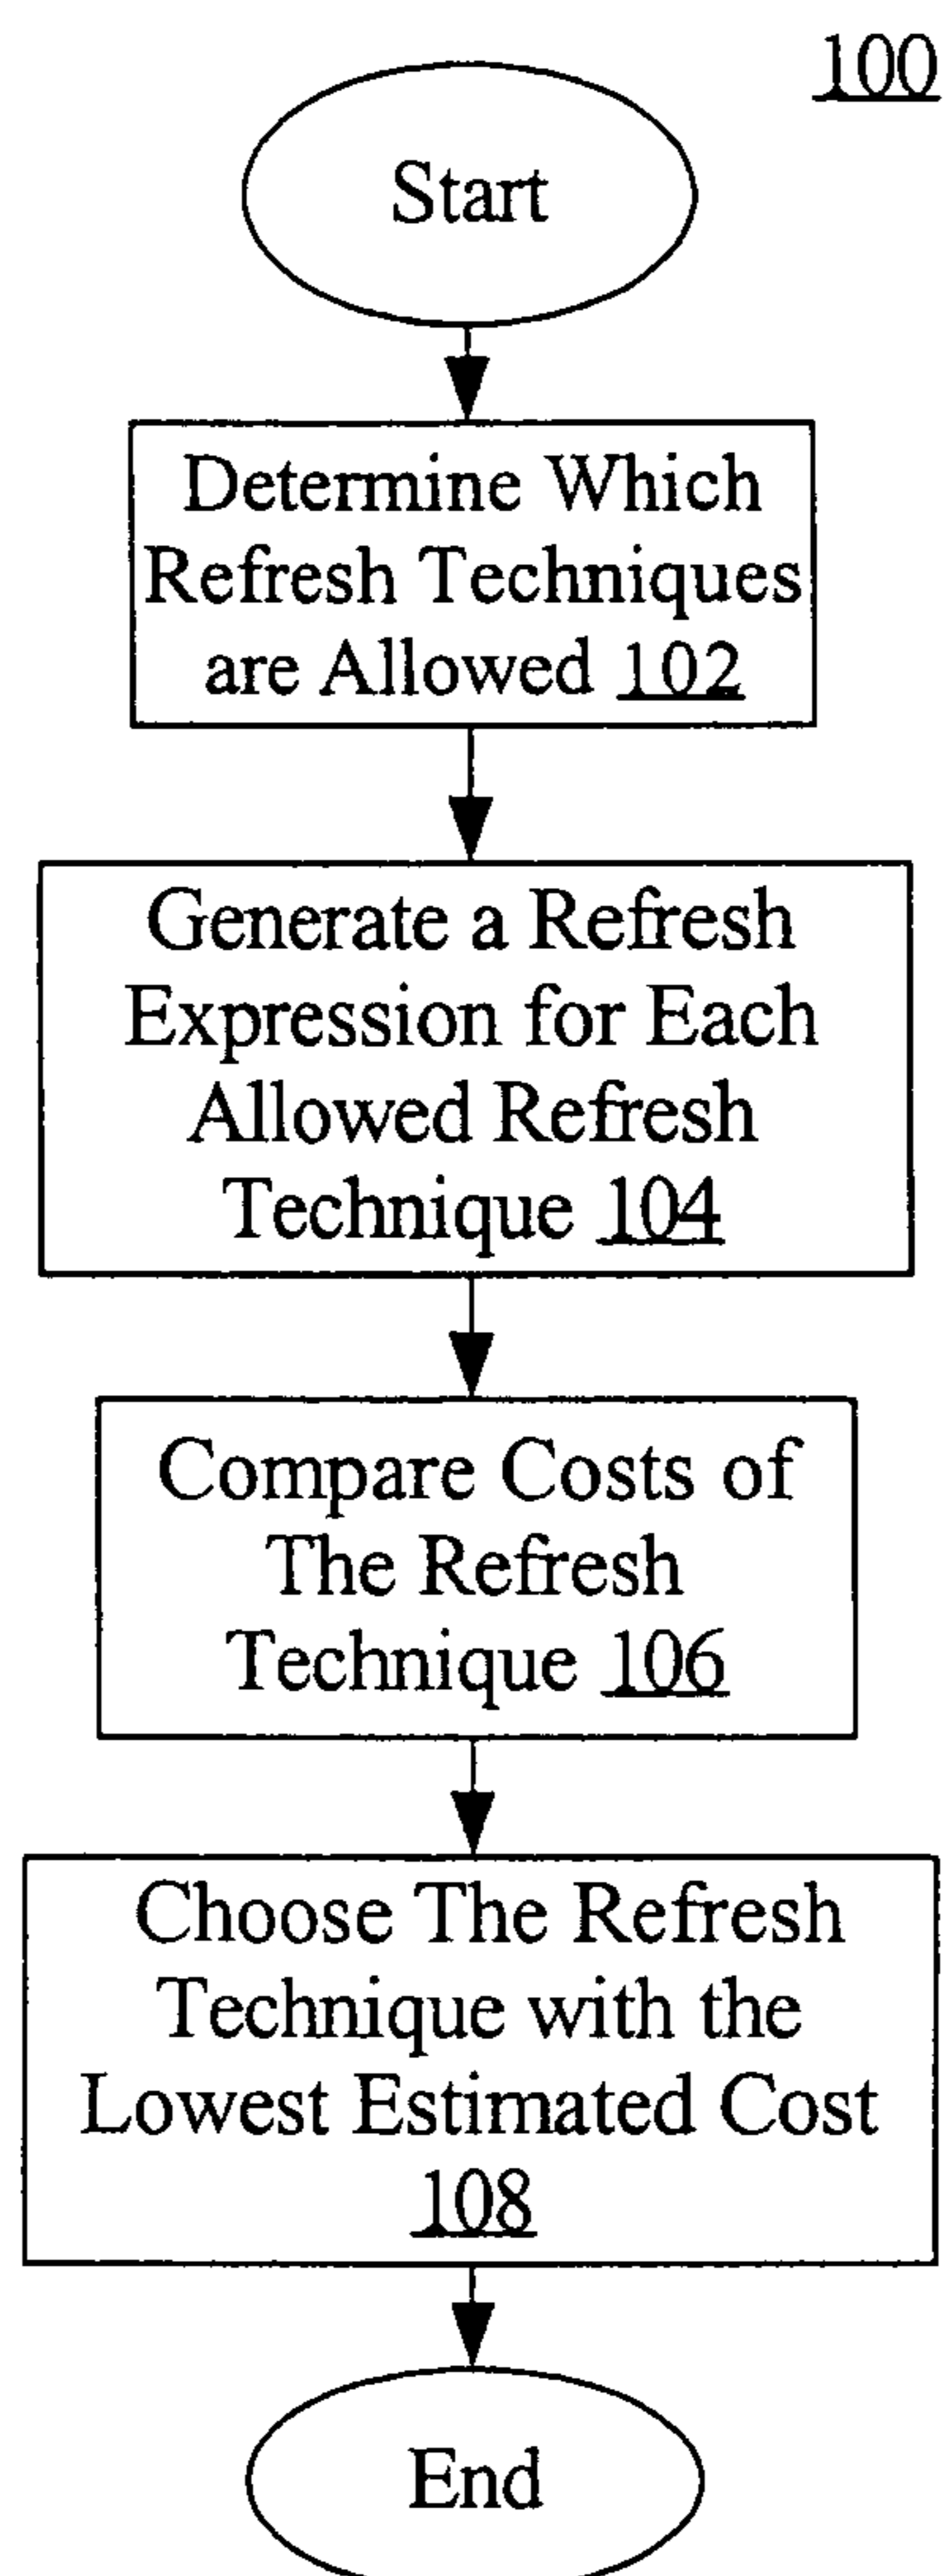 100
Start
Determine Which
Refresh Techniques
are Allowed 102
Generate a Refresh
Expression for Each
Allowed Refresh
Technique 104
Compare Costs of
The Refresh
Technique 106
Choose The Refresh
Technique with the
Lowest Estimated Cost
108
End